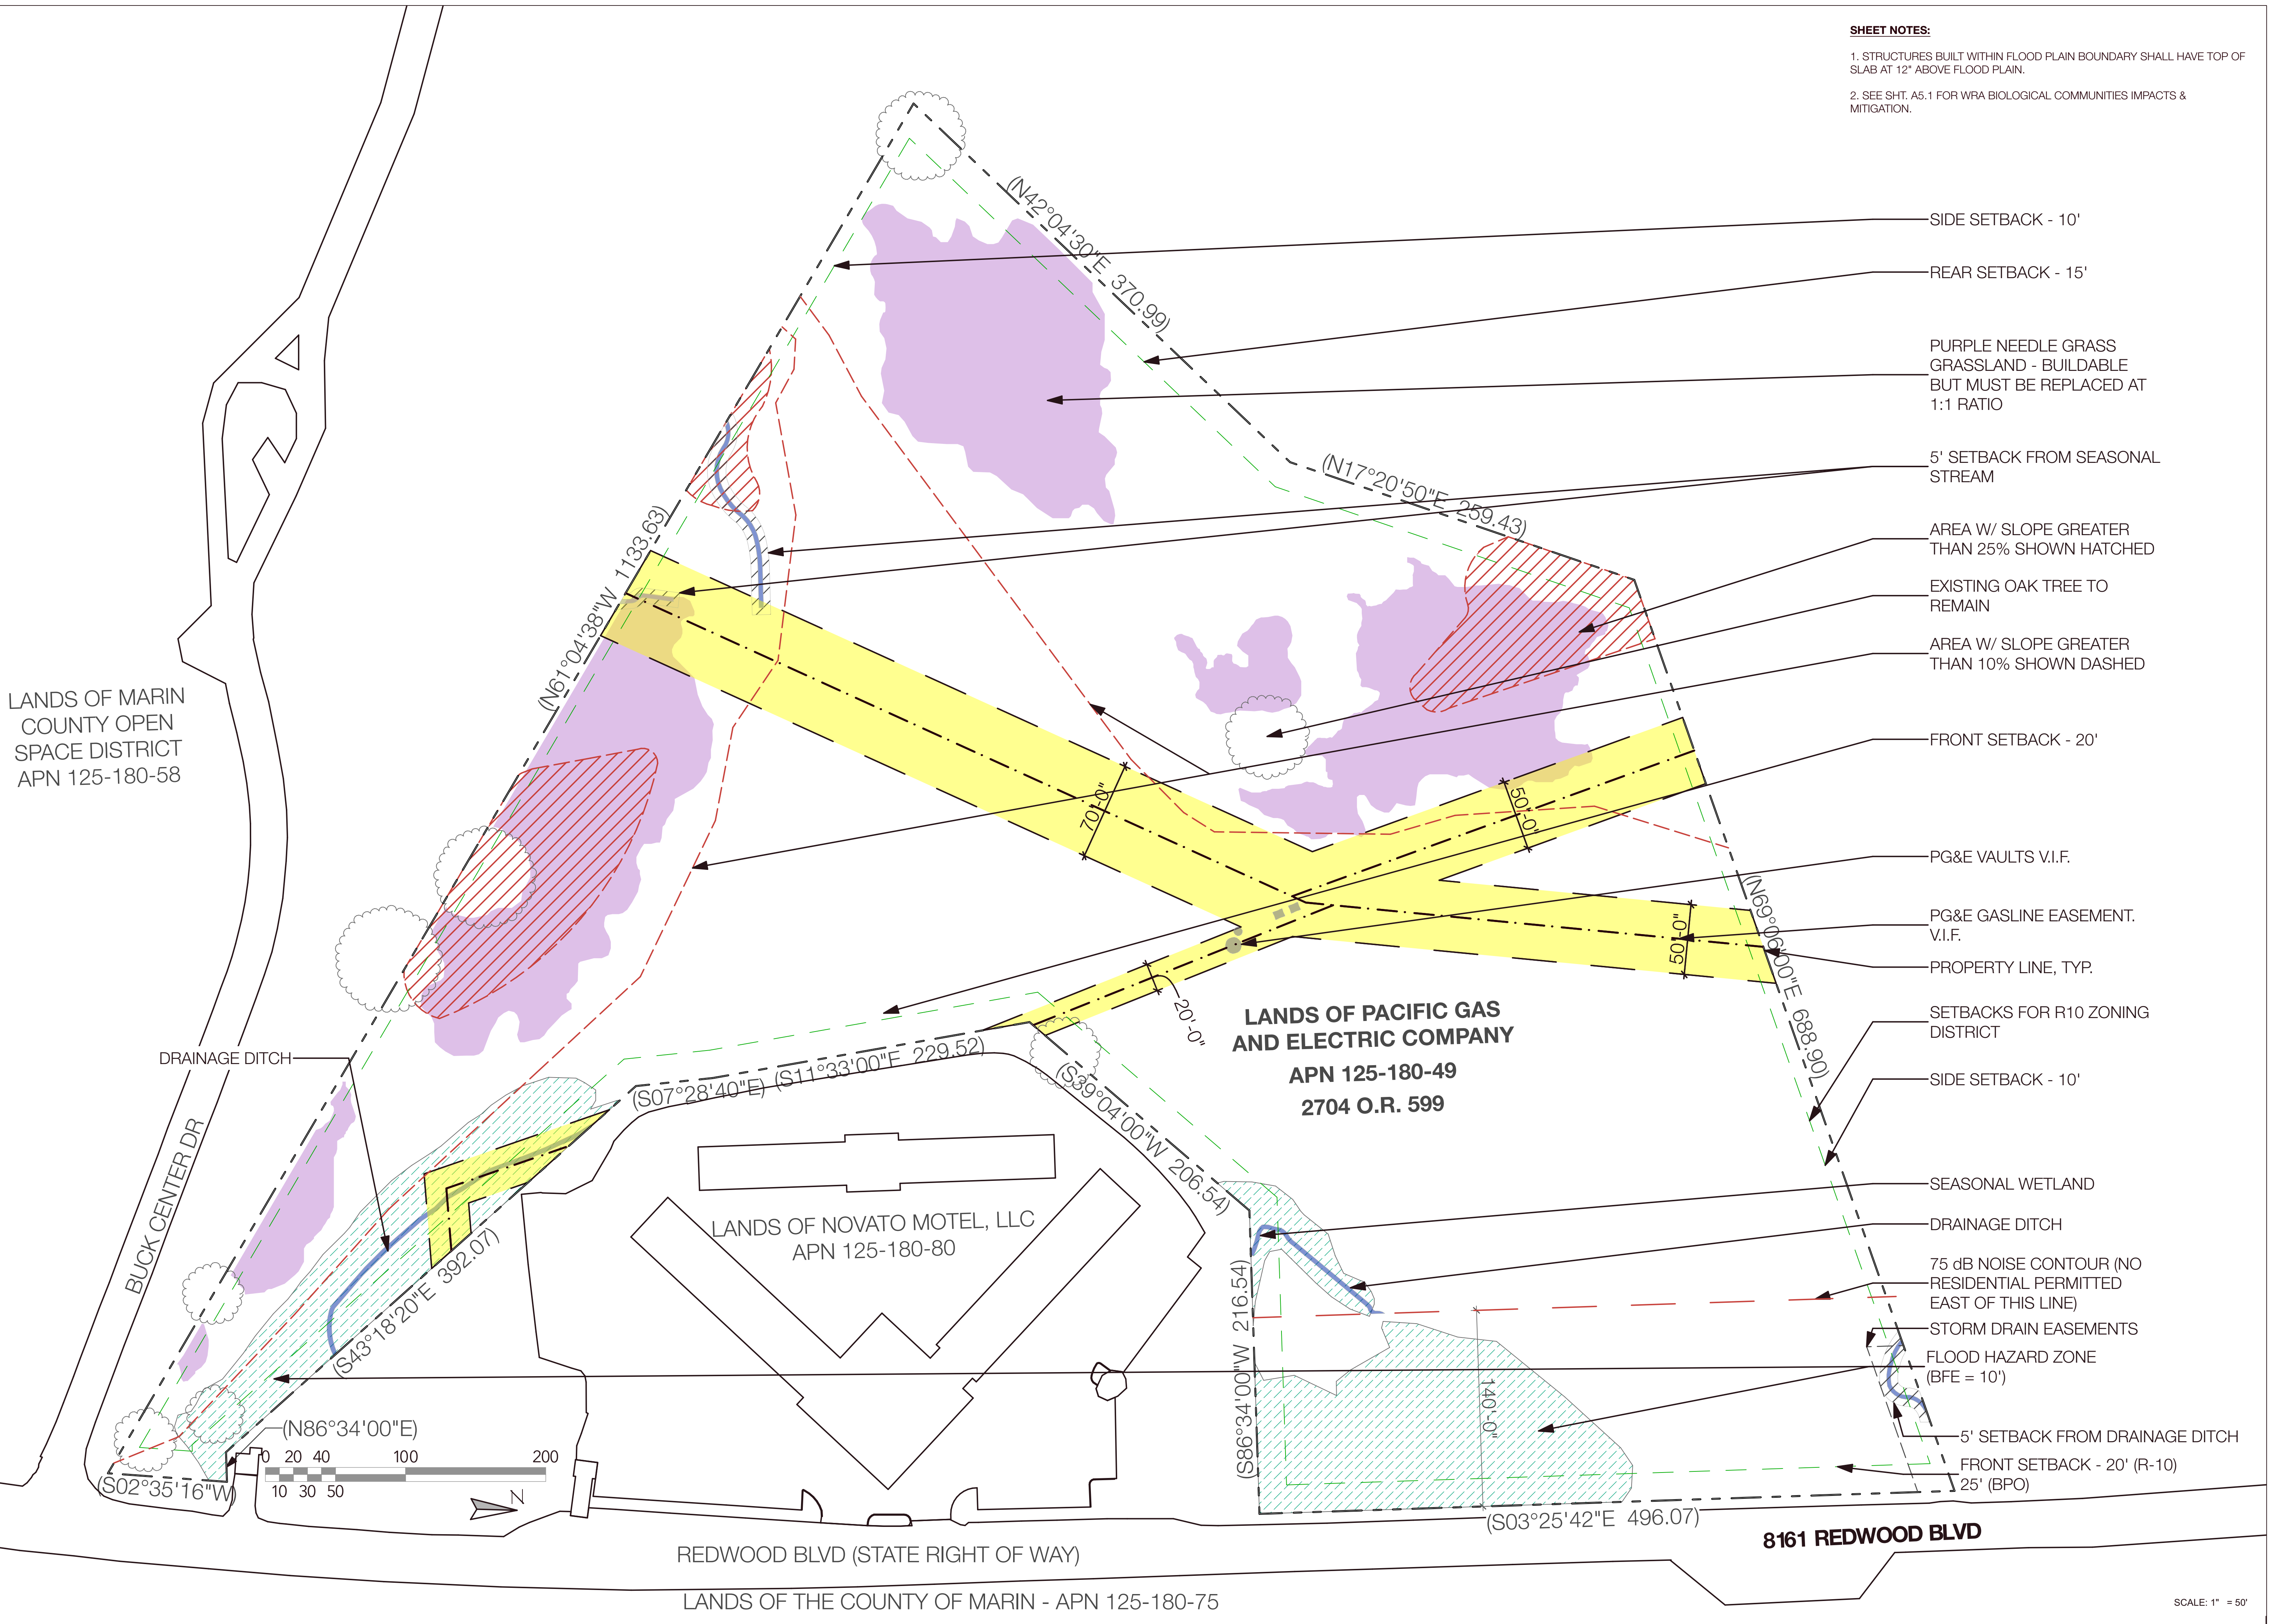 SHEET NOTES:
1. STRUCTURES BUILT WITHIN FLOOD PLAIN BOUNDARY SHALL HAVE TOP OF
SLAB AT 12" ABOVE FLOOD PLAIN.
2. SEE SHT. A5.1 FOR WRA BIOLOGICAL COMMUNITIES IMPACTS &
MITIGATION.
(N42°04'30"E 370.99)
SIDE SETBACK - 10'
REAR SETBACK - 15'
PURPLE NEEDLE GRASS
GRASSLAND - BUILDABLE
BUT MUST BE REPLACED AT
1:1 RATIO
(N17°20'50"E 259.43)
5' SETBACK FROM SEASONAL
STREAM
AREA W/ SLOPE GREATER
THAN 25% SHOWN HATCHED
EXISTING OAK TREE TO
REMAIN
AREA W/ SLOPE GREATER
THAN 10% SHOWN DASHED
(N61°04'38"W 1133.63)
LANDS OF MARIN
COUNTY OPEN
SPACE DISTRICT
APN 125-180-58
FRONT SETBACK - 20'
70'-0"
50'-0"
PG&E VAULTS V.I.F.
PG&E GASLINE EASEMENT.
V.I.F.
50'-0"
PROPERTY LINE, TYP.
(N69°06'00"E 688.90)
20'-0"
LANDS OF PACIFIC GAS
AND ELECTRIC COMPANY
APN 125-180-49
2704 O.R. 599
SETBACKS FOR R10 ZONING
DISTRICT
SIDE SETBACK - 10'
DRAINAGE DITCH
(S07°28'40"E) (S11°33'00"E 229.52)
(S39°04'00"W 206.54)
BUCK CENTER DR
LANDS OF NOVATO MOTEL, LLC
APN 125-180-80
SEASONAL WETLAND
DRAINAGE DITCH
75 dB NOISE CONTOUR (NO
RESIDENTIAL PERMITTED
EAST OF THIS LINE)
STORM DRAIN EASEMENTS
FLOOD HAZARD ZONE
(BFE = 10')
(S43°18'20"E 392.07)
(S86°34'00"W 216.54)
140'-0"
5' SETBACK FROM DRAINAGE DITCH
FRONT SETBACK - 20' (R-10)
25' (BPO)
(N86°34'00"E)
0 20 40 100 200
10 30 50
N
(S02°35'16"W)
(S03°25'42"E 496.07)
8161 REDWOOD BLVD
REDWOOD BLVD (STATE RIGHT OF WAY)
LANDS OF THE COUNTY OF MARIN - APN 125-180-75
SCALE: 1" = 50'